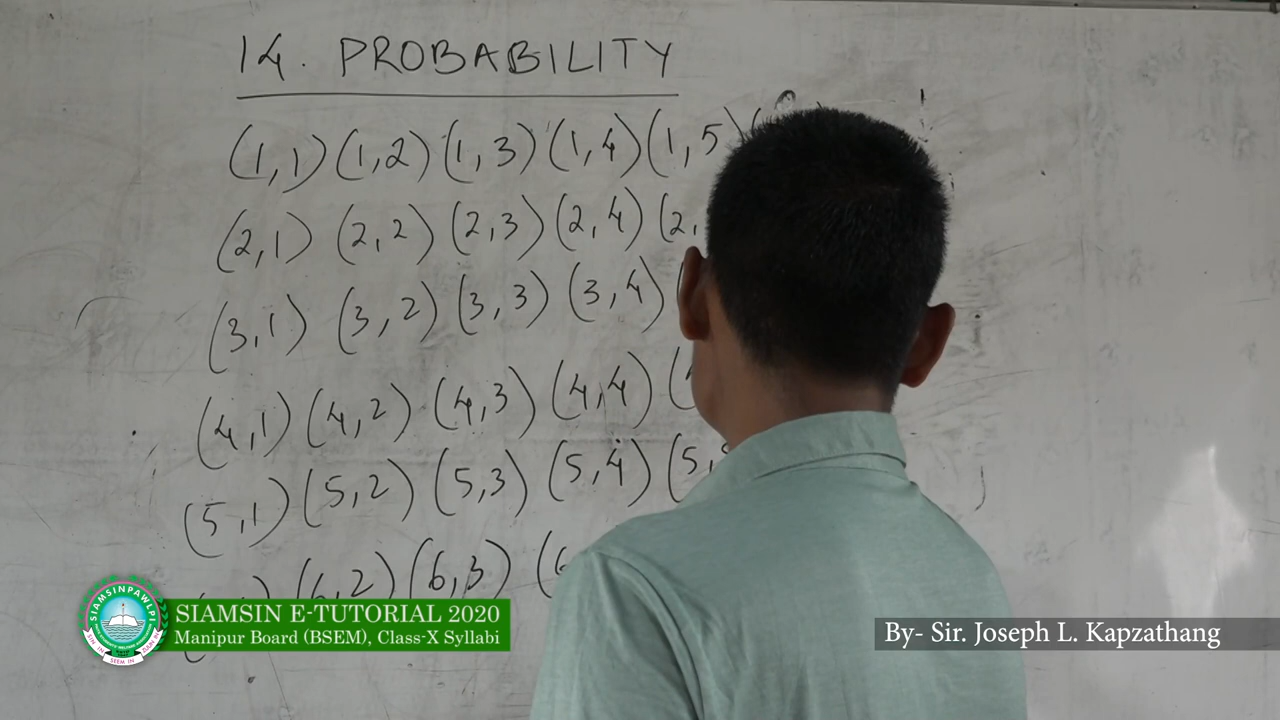 14. PROBABILITY
(1,1) (1,2) (1,3) (1,4) (1,5)
(2,1) (2,2) (2,3) (2,4) (2,
(3,1) (3,2) (3,3) (3,4)
(4,1) (4,2) (4,3) (4,4)
(5,1) (5,2) (5,3) (5,4) (5,
(6,2) (6,3)
SIAMSINPAWLPI
SIAMSIN E-TUTORIAL 2020
Manipur Board (BSEM), Class-X Syllabi
By- Sir. Joseph L. Kapzathang